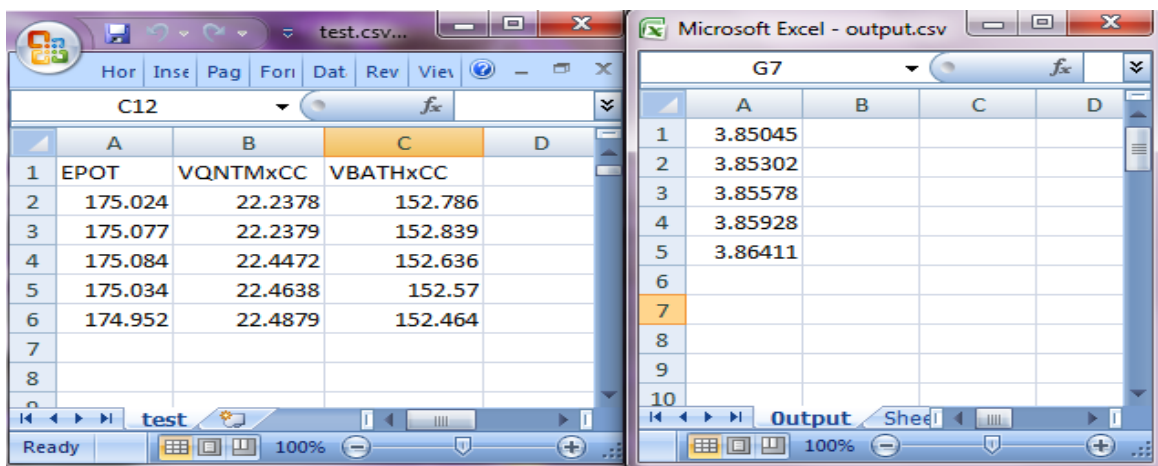 test.csv...
Hor Inse Pag Fori Dat Rev Viev
C12 fx
A B C D
1 EPOT VQNTMxCC VBATHxCC
2 175.024 22.2378 152.786
3 175.077 22.2379 152.839
4 175.084 22.4472 152.636
5 175.034 22.4638 152.57
6 174.952 22.4879 152.464
7
8
test
Ready 100%
Microsoft Excel - output.csv
G7 fx
A B C D
1 3.85045
2 3.85302
3 3.85578
4 3.85928
5 3.86411
6
7
8
9
10
Output Shee
100%